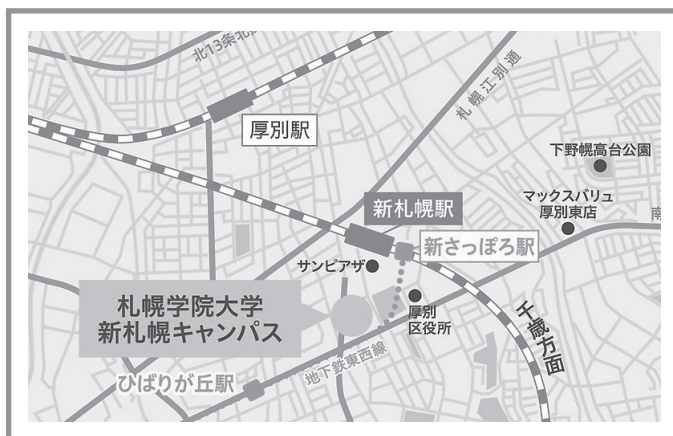 北13条北
厚別駅
札幌江別通
下野幌高台公園
マックスバリュ
厚別東店
南
新札幌駅
新さっぽろ駅
サンピアザ
札幌学院大学
新札幌キャンパス
厚別
区役所
千歳方面
地下鉄東西線
ひばりが丘駅